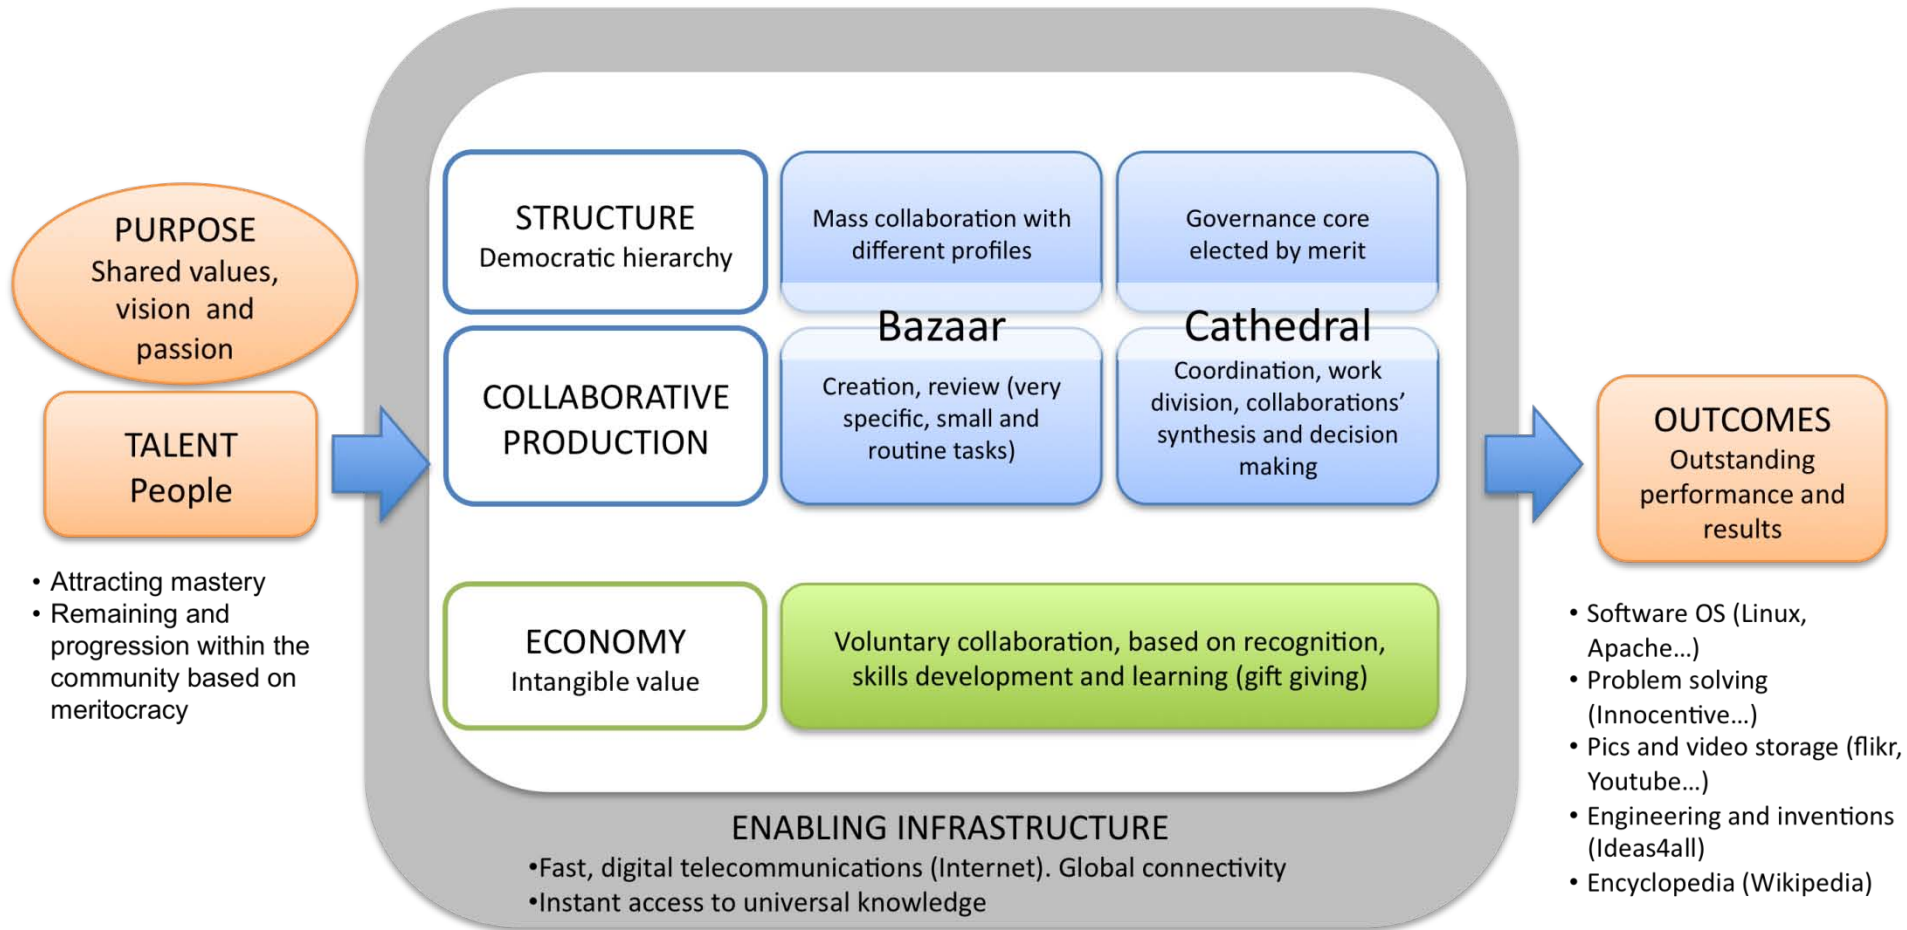 PURPOSE
Shared values,
vision and
passion
TALENT
People
• Attracting mastery
• Remaining and
progression within the
community based on
meritocracy
STRUCTURE
Democratic hierarchy
Mass collaboration with
different profiles
Governance core
elected by merit
Bazaar
Cathedral
COLLABORATIVE
PRODUCTION
Creation, review (very
specific, small and
routine tasks)
Coordination, work
division, collaborations’
synthesis and decision
making
ECONOMY
Intangible value
Voluntary collaboration, based on recognition,
skills development and learning (gift giving)
ENABLING INFRASTRUCTURE
•Fast, digital telecommunications (Internet). Global connectivity
•Instant access to universal knowledge
OUTCOMES
Outstanding
performance and
results
• Software OS (Linux,
Apache...)
• Problem solving
(Innocentive...)
• Pics and video storage (flikr,
Youtube...)
• Engineering and inventions
(Ideas4all)
• Encyclopedia (Wikipedia)